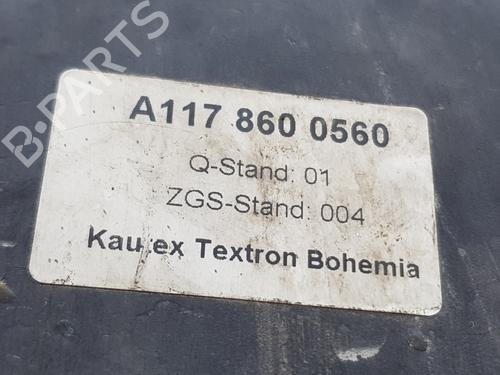 B-PARTS
A117 860 0560
Q-Stand: 01
ZGS-Stand: 004
Kautex Textron Bohemia